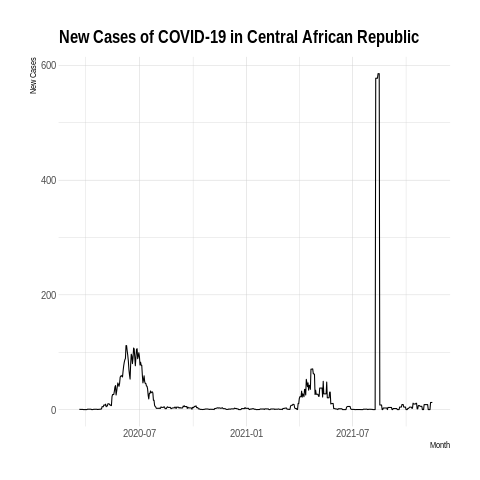 New Cases of COVID-19 in Central African Republic
New Cases
600
400
200
0
2020-07 2021-01 2021-07
Month